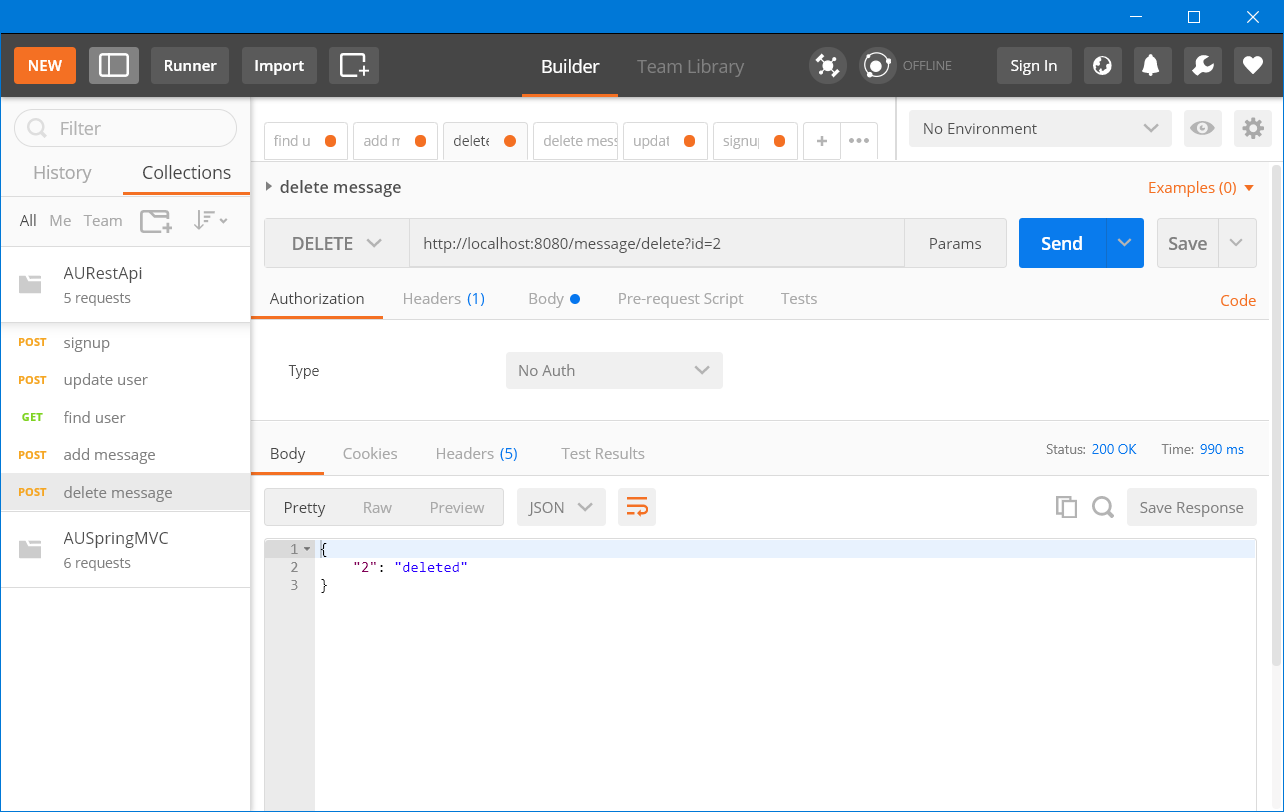 NEW Runner Import Builder Team Library OFFLINE Sign In
Filter
History Collections
All Me Team
AURestApi
5 requests
POST signup
POST update user
GET find user
POST add message
POST delete message
AUSpringMVC
6 requests
find u add m delete delete mess updat signu + •••
No Environment
delete message
Examples (0)
DELETE http://localhost:8080/message/delete?id=2 Params Send Save
Authorization Headers (1) Body Pre-request Script Tests Code
Type No Auth
Body Cookies Headers (5) Test Results Status: 200 OK Time: 990 ms
Pretty Raw Preview JSON Save Response
1 {
2 "2": "deleted"
3 }